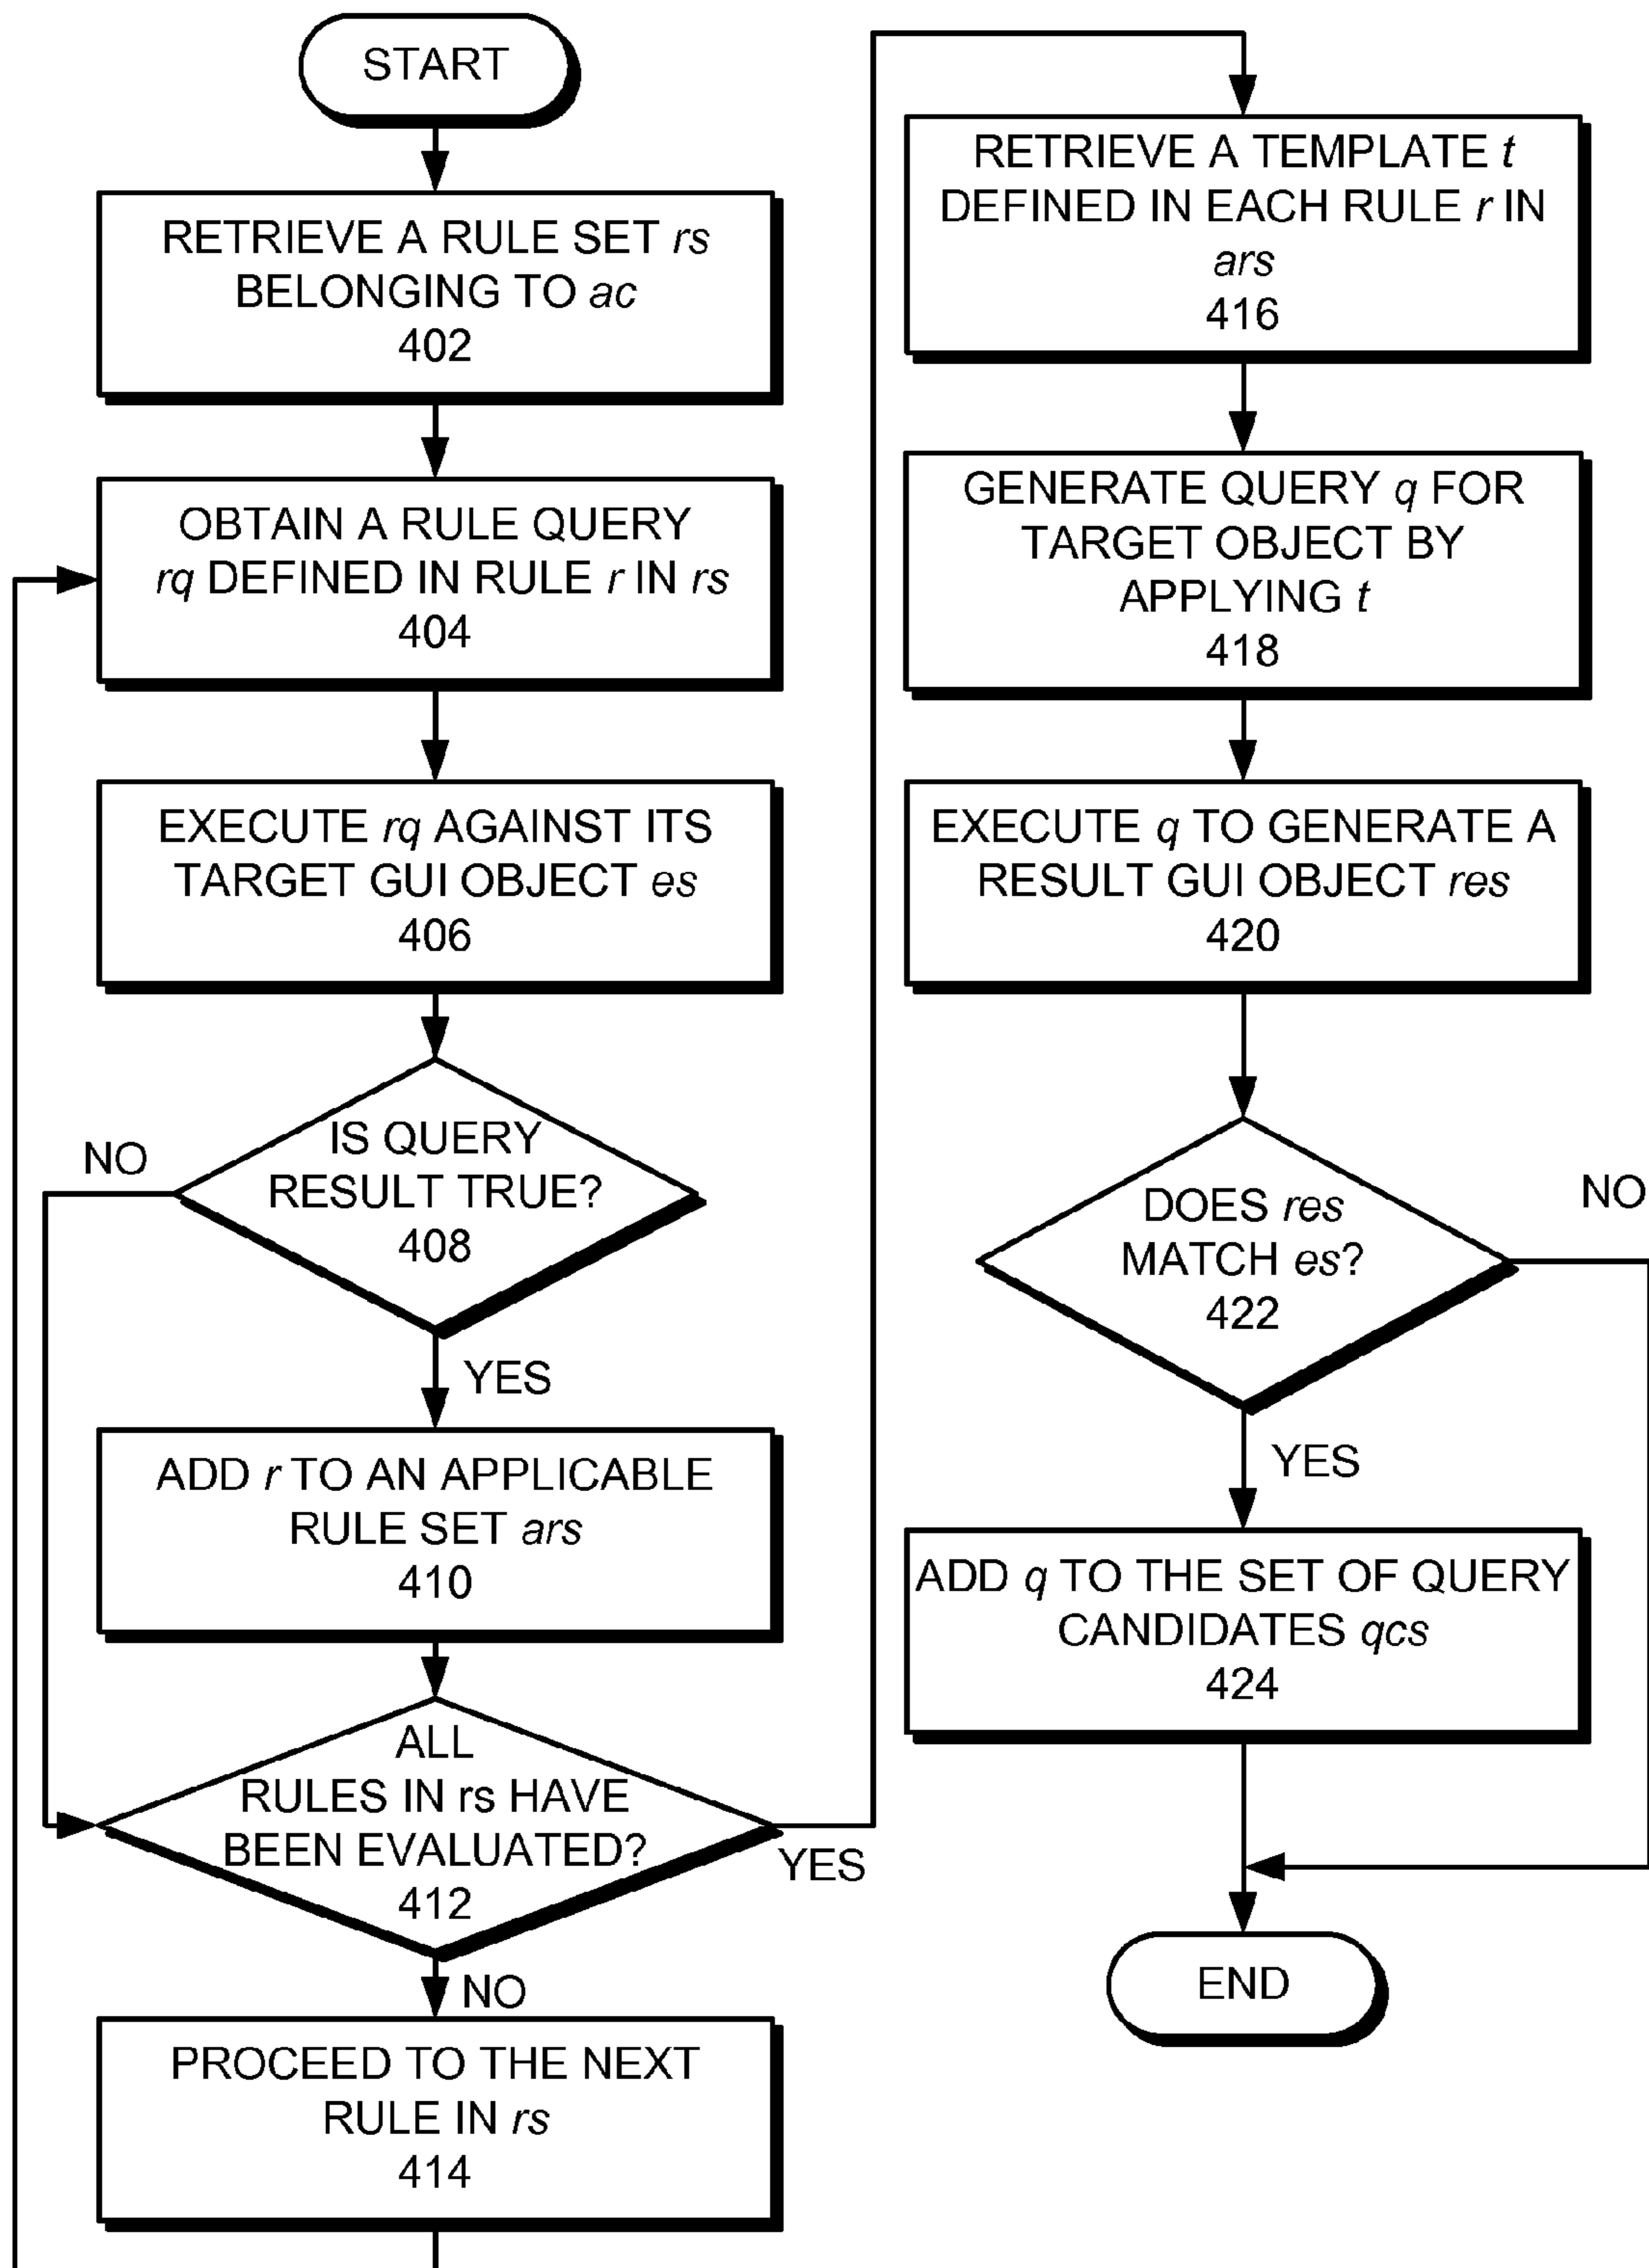 START
RETRIEVE A RULE SET rs
BELONGING TO ac
402
OBTAIN A RULE QUERY
rq DEFINED IN RULE r IN rs
404
EXECUTE rq AGAINST ITS
TARGET GUI OBJECT es
406
NO
IS QUERY
RESULT TRUE?
408
YES
ADD r TO AN APPLICABLE
RULE SET ars
410
ALL
RULES IN rs HAVE
BEEN EVALUATED?
412
YES
NO
PROCEED TO THE NEXT
RULE IN rs
414
RETRIEVE A TEMPLATE t
DEFINED IN EACH RULE r IN
ars
416
GENERATE QUERY q FOR
TARGET OBJECT BY
APPLYING t
418
EXECUTE q TO GENERATE A
RESULT GUI OBJECT res
420
NO
DOES res
MATCH es?
422
YES
ADD q TO THE SET OF QUERY
CANDIDATES qcs
424
END